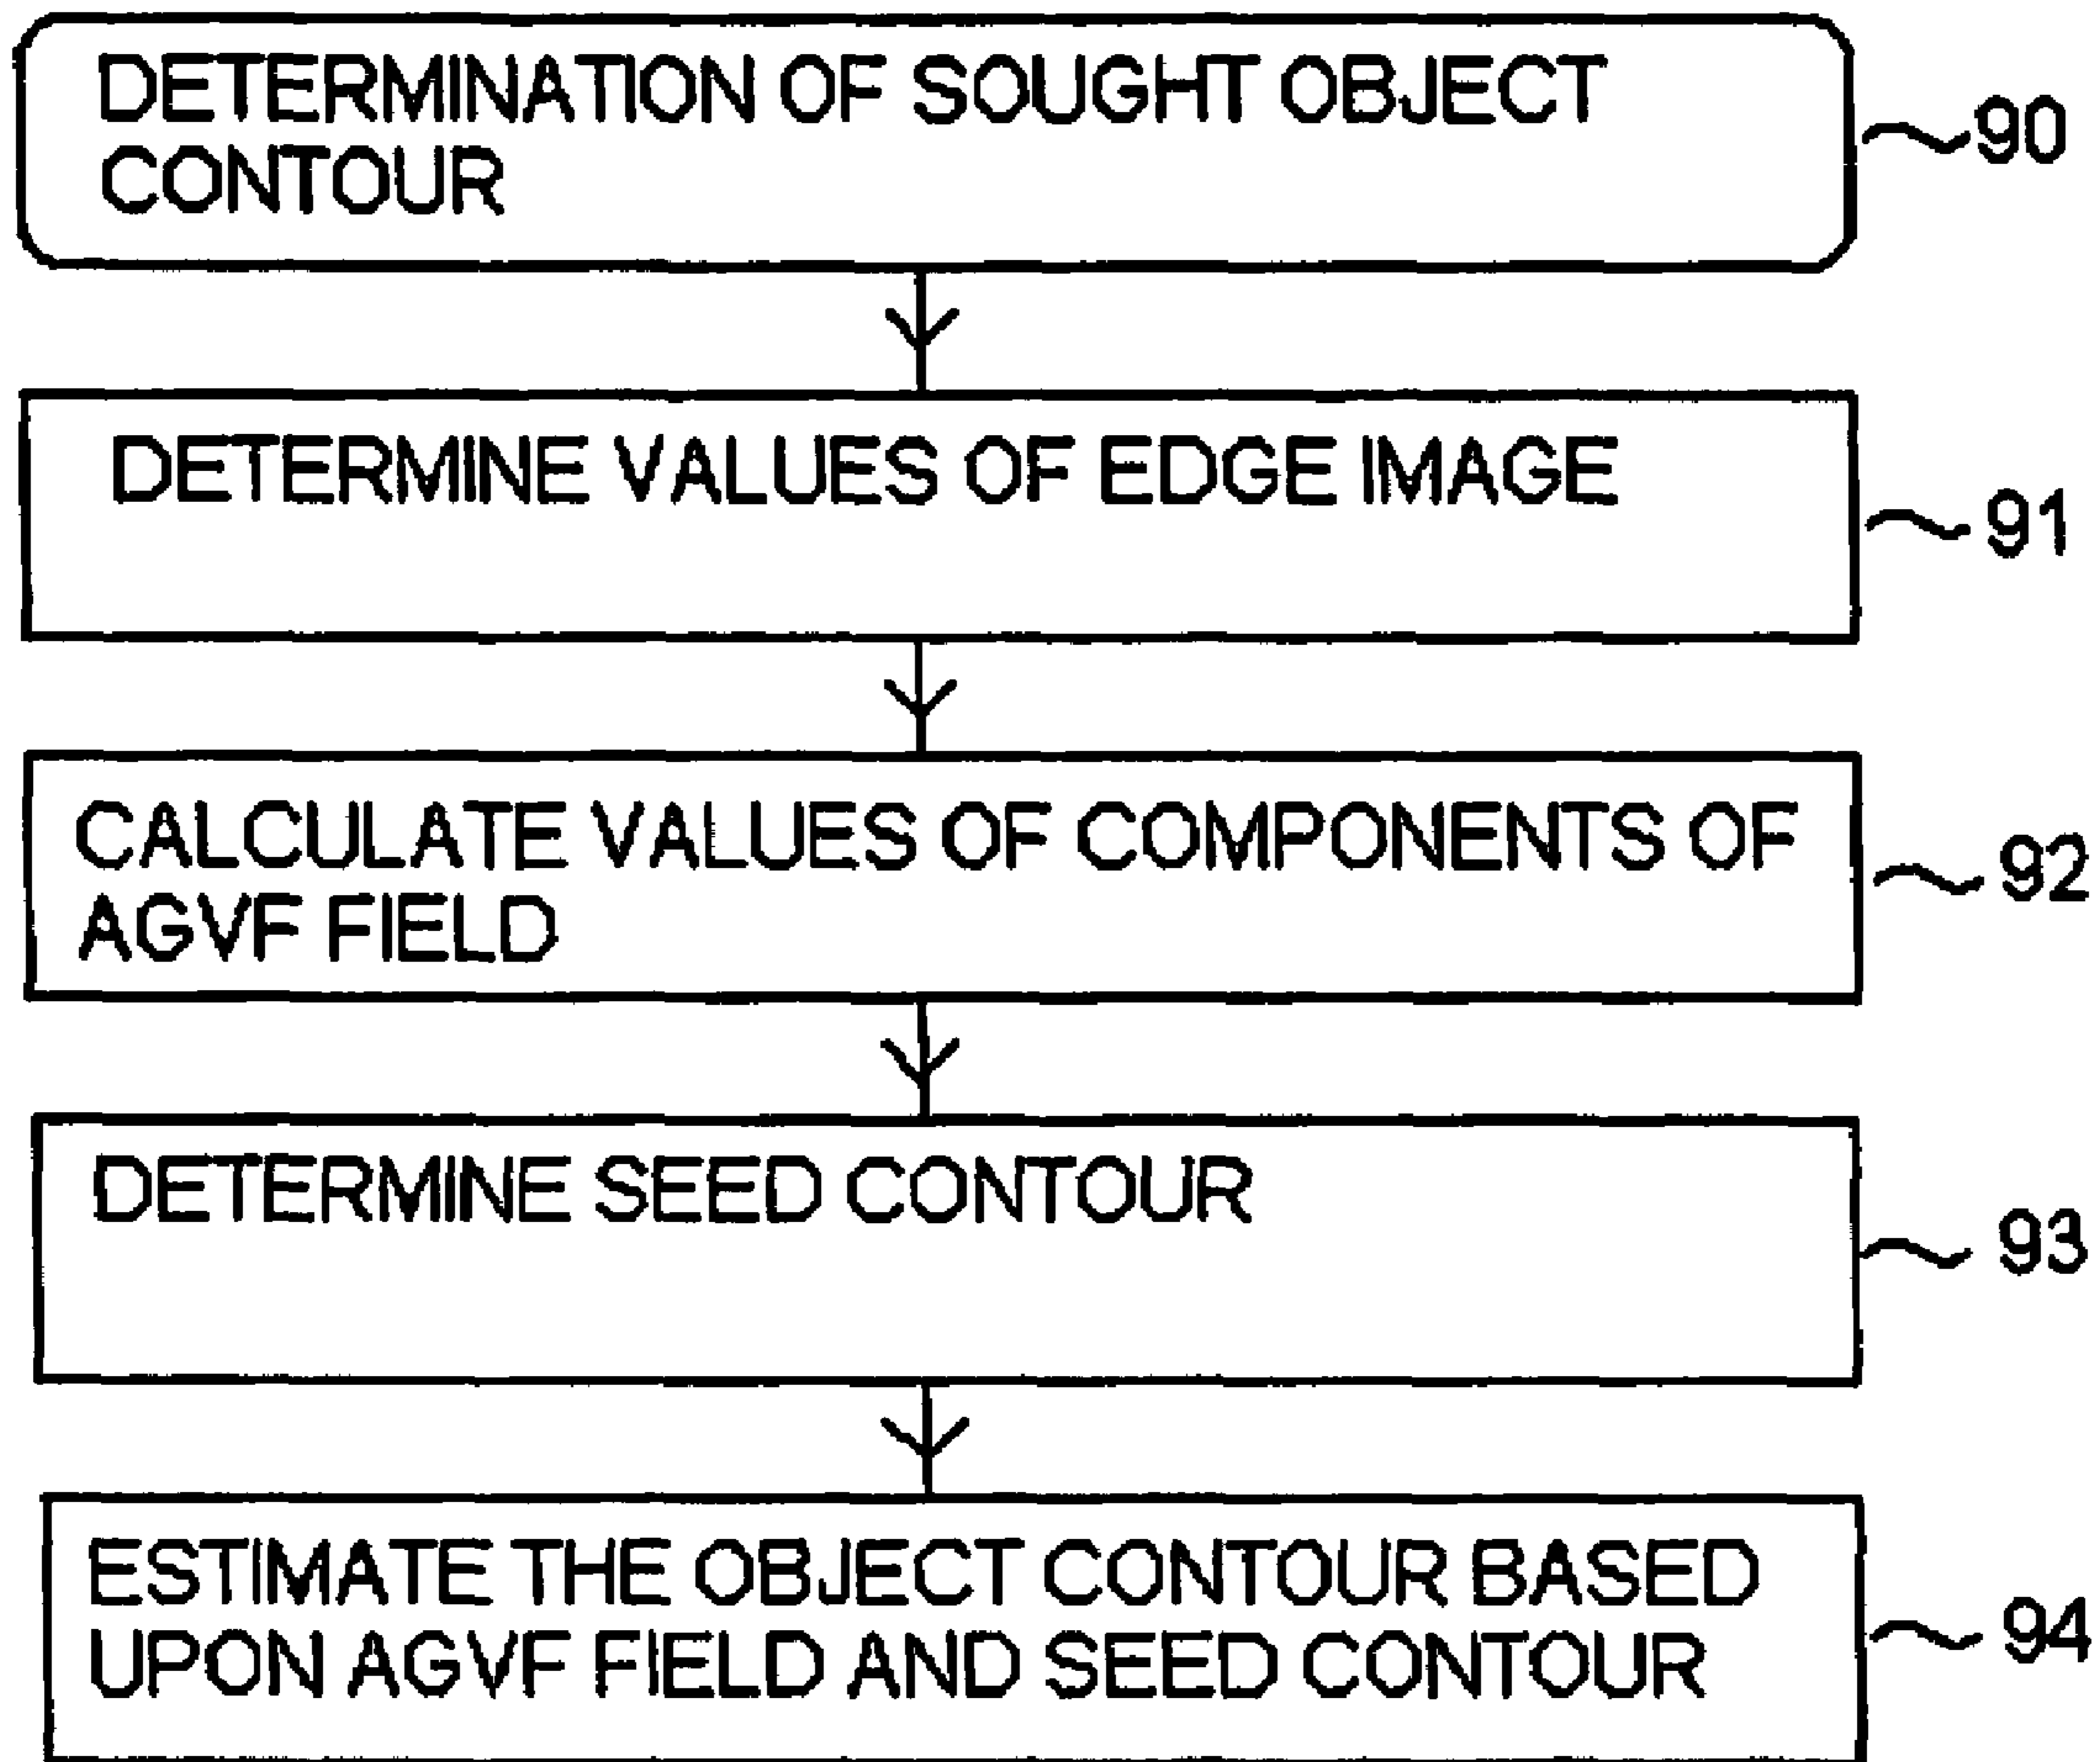 DETERMINATION OF SOUGHT OBJECT
CONTOUR
90
DETERMINE VALUES OF EDGE IMAGE
91
CALCULATE VALUES OF COMPONENTS OF
AGVF FIELD
92
DETERMINE SEED CONTOUR
93
ESTIMATE THE OBJECT CONTOUR BASED
UPON AGVF FIELD AND SEED CONTOUR
94